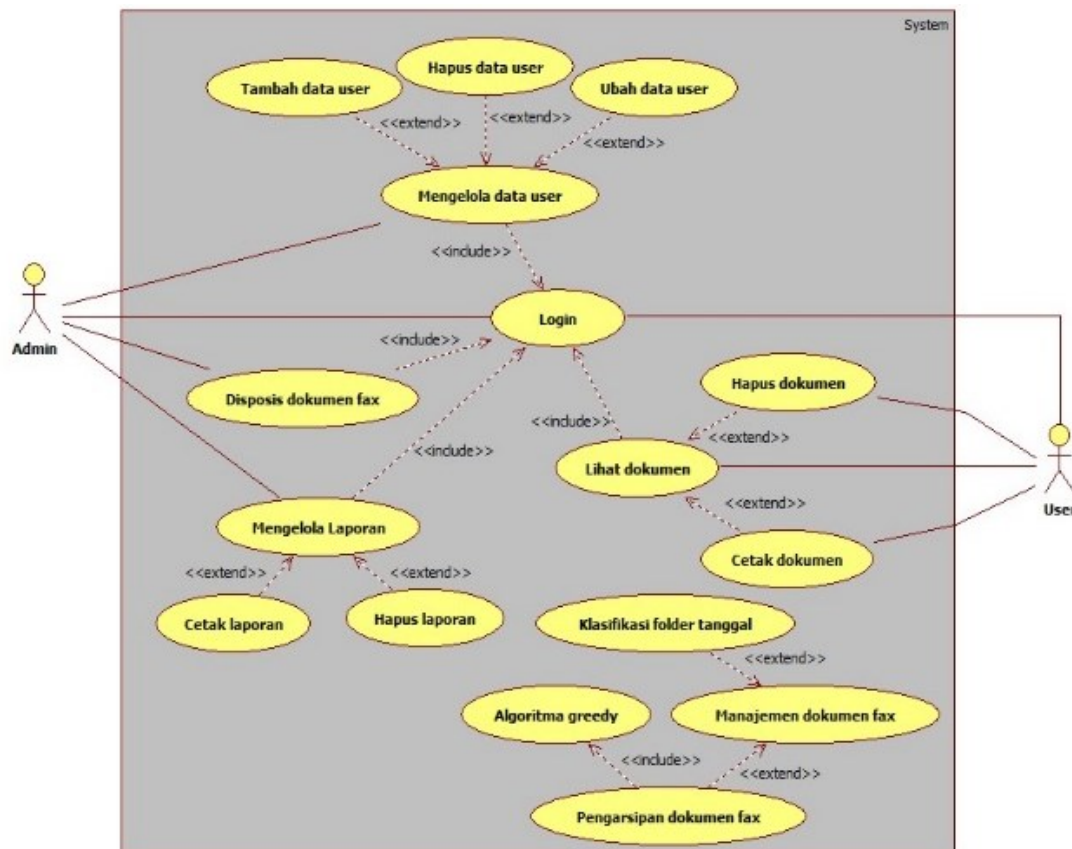 System
Hapus data user
Tambah data user
Ubah data user
<<extend>>
<<extend>>
<<extend>>
Mengelola data user
<<include>>
Admin
Login
<<include>>
Disposis dokumen fax
Hapus dokumen
<<include>>
<<extend>>
<<include>>
Lihat dokumen
User
<<extend>>
Mengelola Laporan
Cetak dokumen
<<extend>>
<<extend>>
Cetak laporan
Hapus laporan
Klasifikasi folder tanggal
<<extend>>
Algoritma greedy
Manajemen dokumen fax
<<include>>
<<extend>>
Pengarsipan dokumen fax